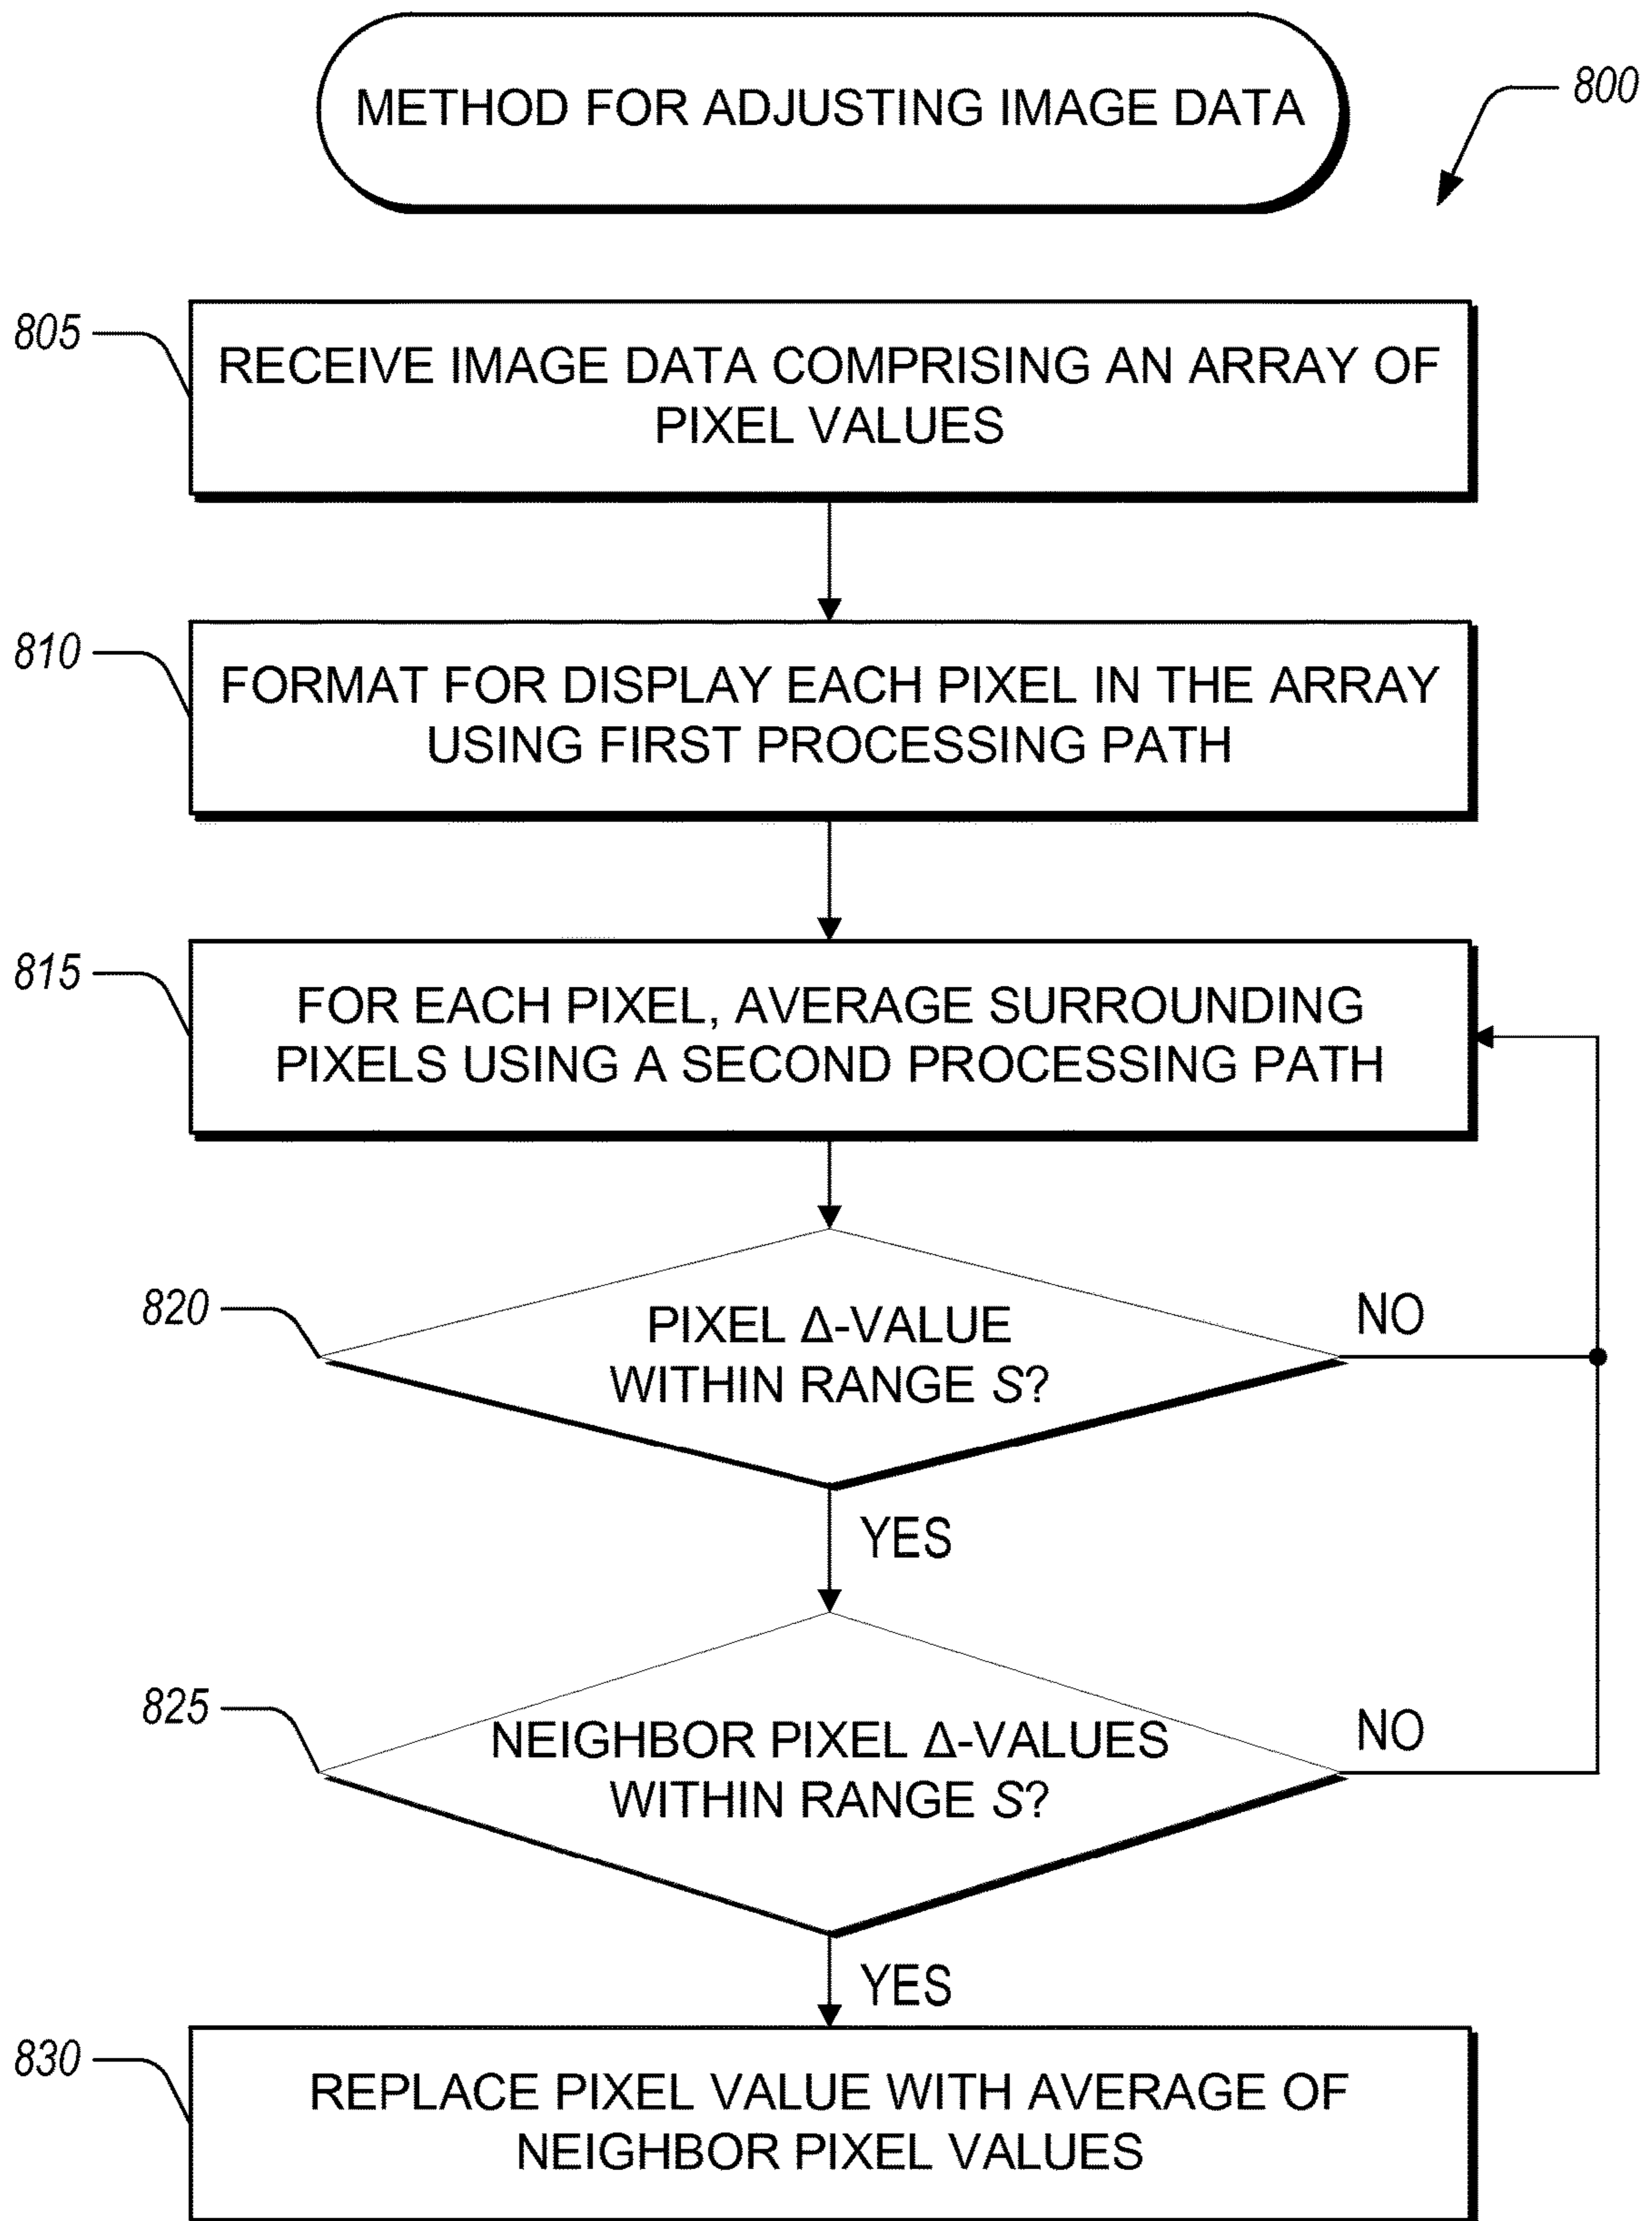 METHOD FOR ADJUSTING IMAGE DATA
800
805
RECEIVE IMAGE DATA COMPRISING AN ARRAY OF
PIXEL VALUES
810
FORMAT FOR DISPLAY EACH PIXEL IN THE ARRAY
USING FIRST PROCESSING PATH
815
FOR EACH PIXEL, AVERAGE SURROUNDING
PIXELS USING A SECOND PROCESSING PATH
820
PIXEL Δ-VALUE
WITHIN RANGE S?
NO
YES
825
NEIGHBOR PIXEL Δ-VALUES
WITHIN RANGE S?
NO
YES
830
REPLACE PIXEL VALUE WITH AVERAGE OF
NEIGHBOR PIXEL VALUES